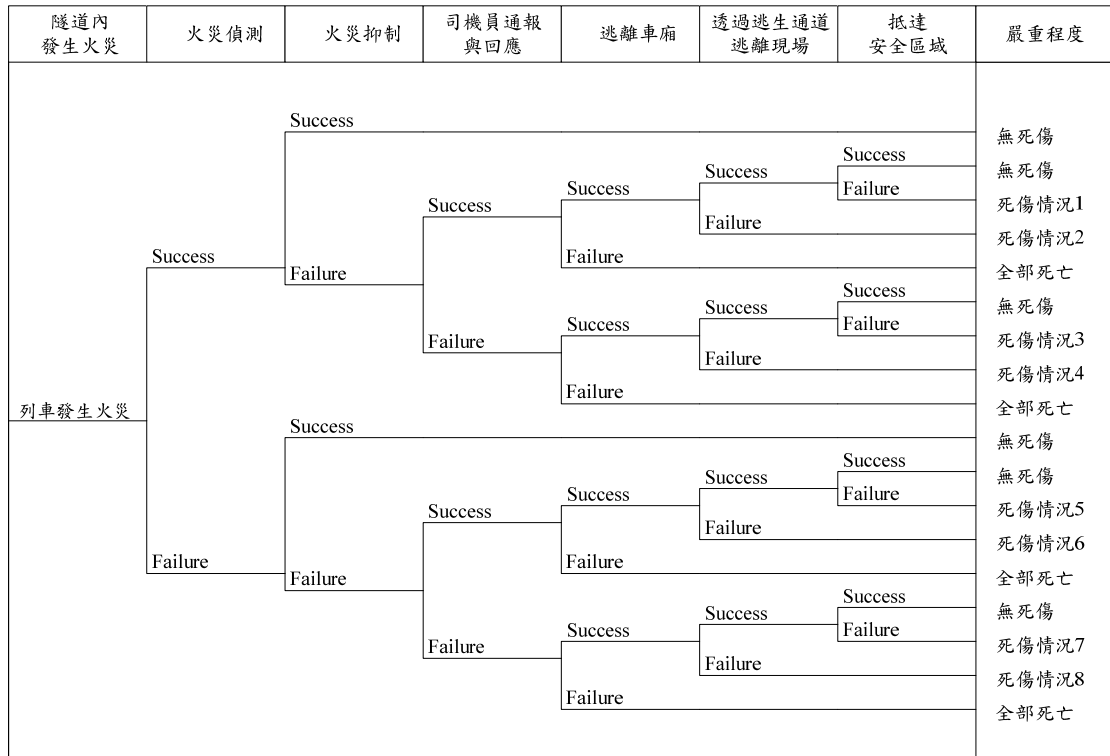 隧道內
發生火災
火災偵測
火災抑制
司機員通報
與回應
逃離車廂
透過逃生通道
逃離現場
抵達
安全區域
嚴重程度
Success
無死傷
Success
Success
無死傷
Success
Failure
死傷情況1
Success
Failure
死傷情況2
Success
Failure
Failure
全部死亡
Success
無死傷
Success
Failure
Failure
Success
死傷情況3
Failure
死傷情況4
Failure
列車發生火災
全部死亡
Success
無死傷
Success
無死傷
Success
Success
Failure
Success
死傷情況5
Failure
死傷情況6
Failure
Failure
Failure
全部死亡
Success
無死傷
Success
Failure
Failure
Success
死傷情況7
Failure
死傷情況8
Failure
全部死亡